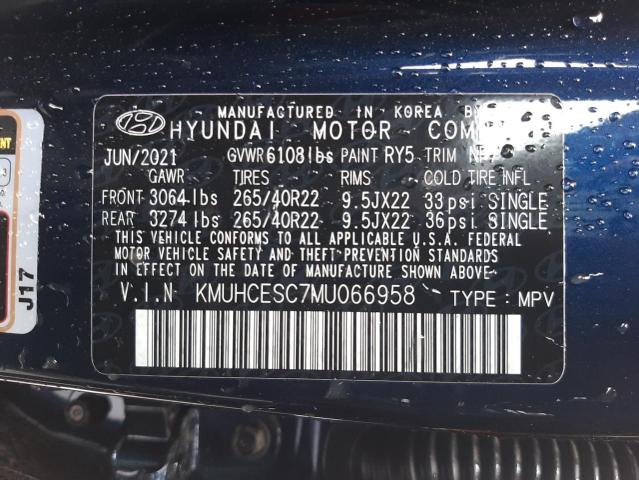 MANUFACTURED IN KOREA BY
HYUNDAI MOTOR
JUN/2021 GVWR 6108lbs PAINT RY5 TRIM
GAWR TIRES RIMS COLD TIRE INFL
FRONT 3064 lbs 265/40R22 9.5JX22 33psi SINGLE
REAR 3274 lbs 265/40R22 9.5JX22 36psi SINGLE
THIS VEHICLE CONFORMS TO ALL APPLICABLE U.S.A. FEDERAL
MOTOR VEHICLE SAFETY, BUMPER, AND THEFT PREVENTION STANDARDS
IN EFFECT ON THE DATE OF MANUFACTURE SHOWN ABOVE.
V.I.N KMUHCESC7MU066958 TYPE : MPV
J17